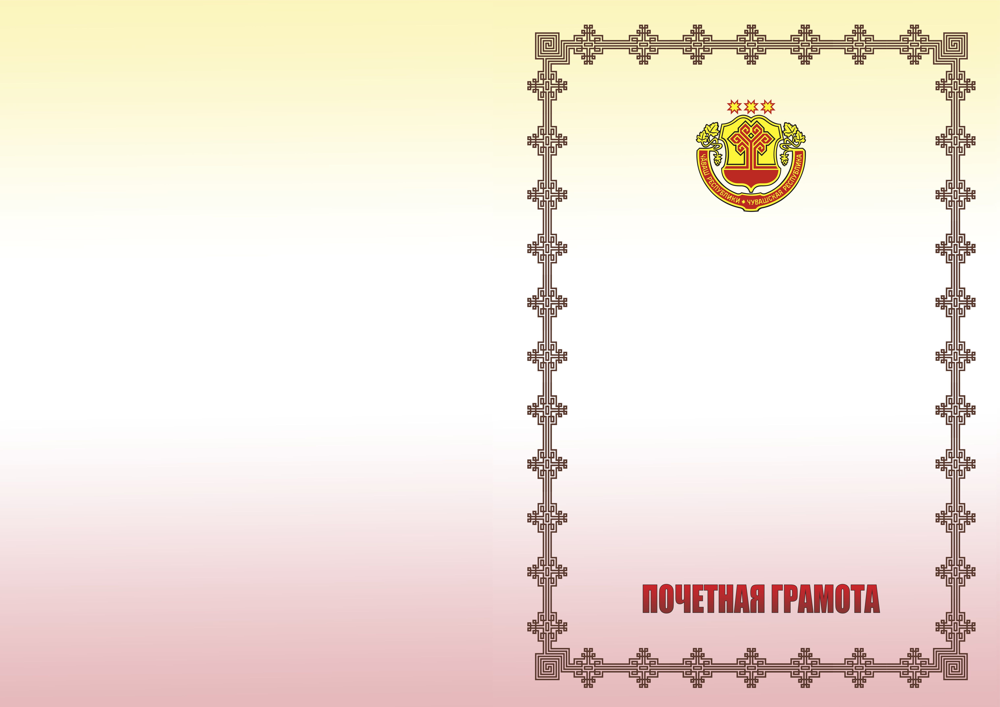 ЧӐВАШ РЕСПУБЛИКИ ✸ ЧУВАШСКАЯ РЕСПУБЛИКА
ПОЧЕТНАЯ ГРАМОТА